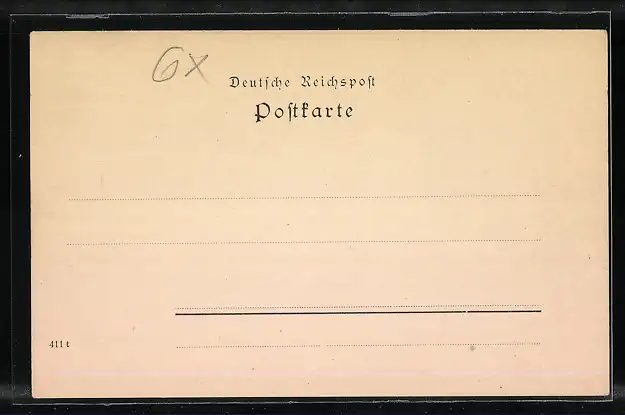 6x
Deutſche Reichspoſt
Poſtkarte
411 t